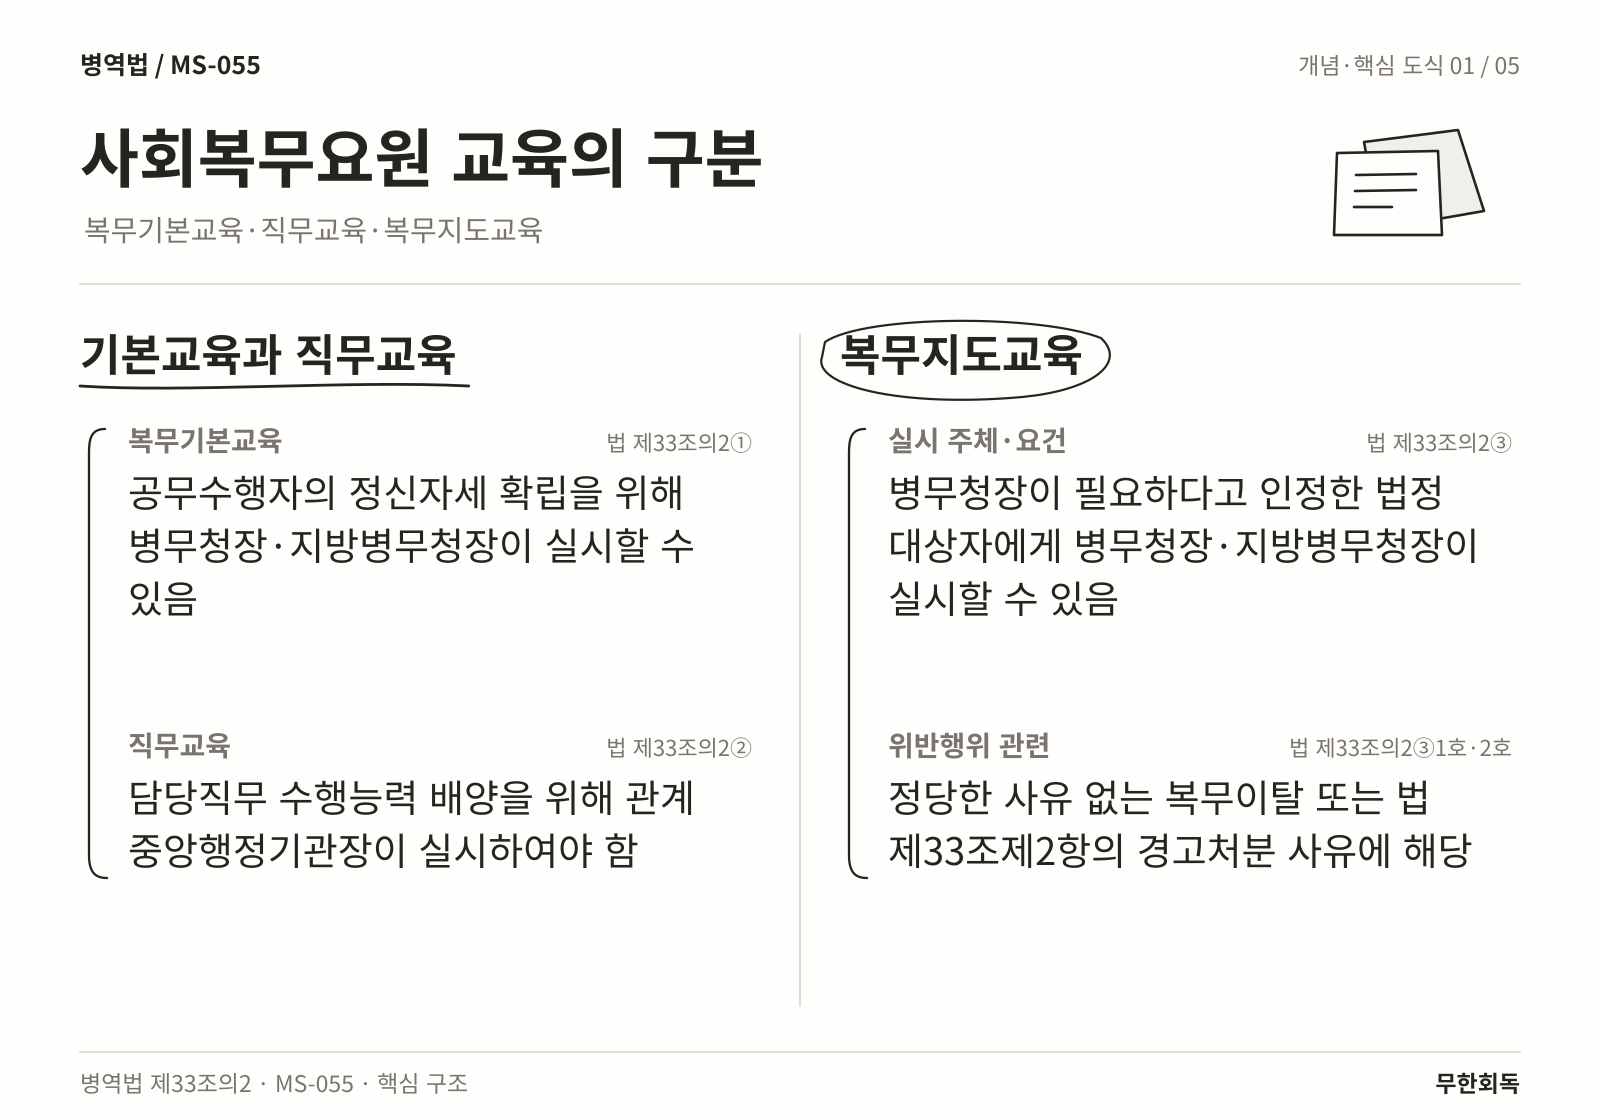 병역법 / MS-055
개념·핵심 도식 01 / 05
사회복무요원 교육의 구분
복무기본교육·직무교육·복무지도교육
기본교육과 직무교육
복무기본교육
법 제33조의2①
공무수행자의 정신자세 확립을 위해
병무청장·지방병무청장이 실시할 수
있음
직무교육
법 제33조의2②
담당직무 수행능력 배양을 위해 관계
중앙행정기관장이 실시하여야 함
복무지도교육
실시 주체·요건
법 제33조의2③
병무청장이 필요하다고 인정한 법정
대상자에게 병무청장·지방병무청장이
실시할 수 있음
위반행위 관련
법 제33조의2③1호·2호
정당한 사유 없는 복무이탈 또는 법
제33조제2항의 경고처분 사유에 해당
병역법 제33조의2 · MS-055 · 핵심 구조
무한회독